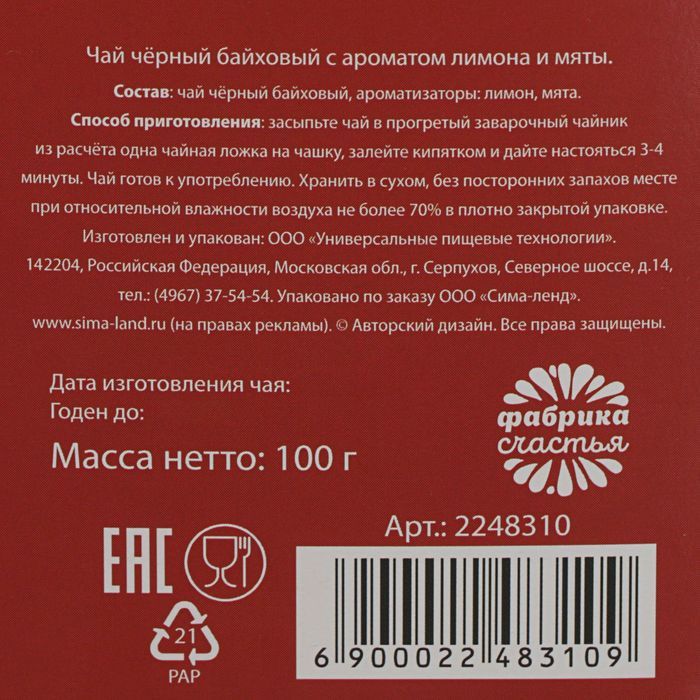 Чай чёрный байховый с ароматом лимона и мяты.
Состав: чай чёрный байховый, ароматизаторы: лимон, мята.
Способ приготовления: засыпьте чай в прогретый заварочный чайник
из расчёта одна чайная ложка на чашку, залейте кипятком и дайте настояться 3-4
минуты. Чай готов к употреблению. Хранить в сухом, без посторонних запахов месте
при относительной влажности воздуха не более 70% в плотно закрытой упаковке.
Изготовлен и упакован: ООО «Универсальные пищевые технологии».
142204, Российская Федерация, Московская обл., г. Серпухов, Северное шоссе, д.14,
тел.: (4967) 37-54-54. Упаковано по заказу ООО «Сима-ленд».
www.sima-land.ru (на правах рекламы). © Авторский дизайн. Все права защищены.
Дата изготовления чая:
Годен до:
Масса нетто: 100 г
фабрика
счастья
Арт.: 2248310
EAC
21
PAP
6 900022 483109